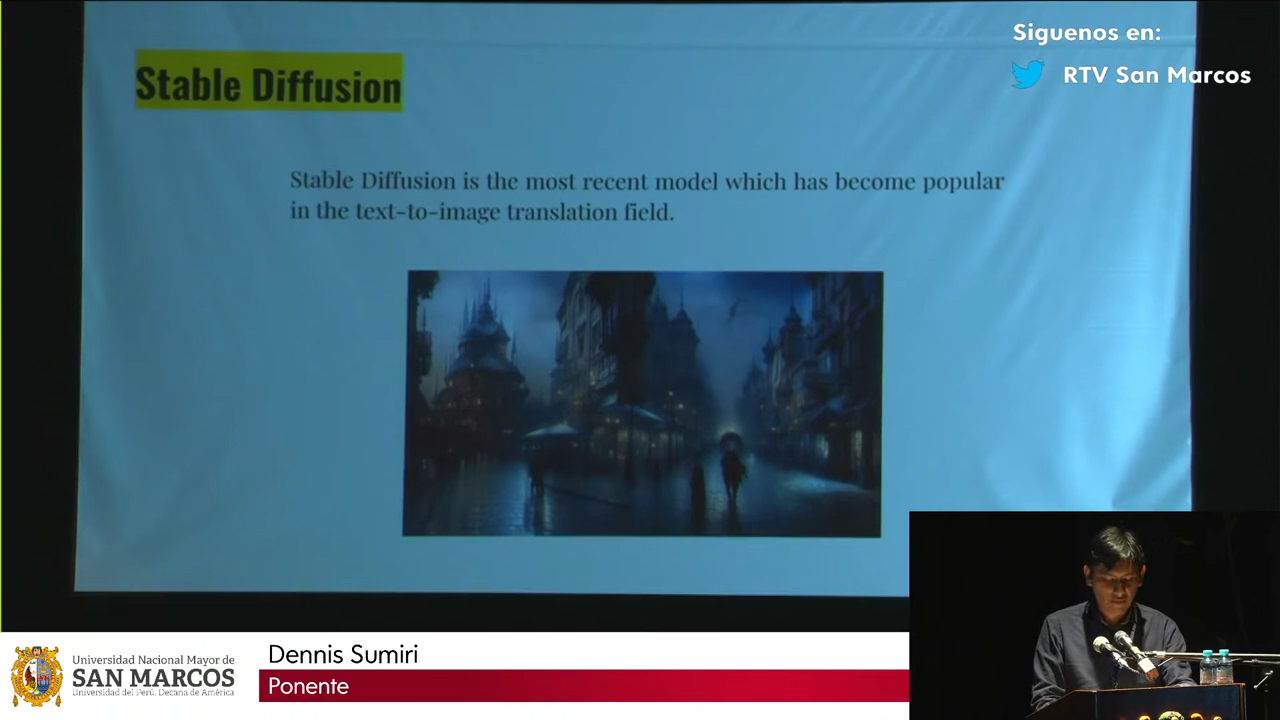 Siguenos en:
RTV San Marcos
Stable Diffusion
Stable Diffusion is the most recent model which has become popular
in the text-to-image translation field.
Dennis Sumiri
Ponente
Universidad Nacional Mayor de
SAN MARCOS
Universidad del Perú. Decana de América